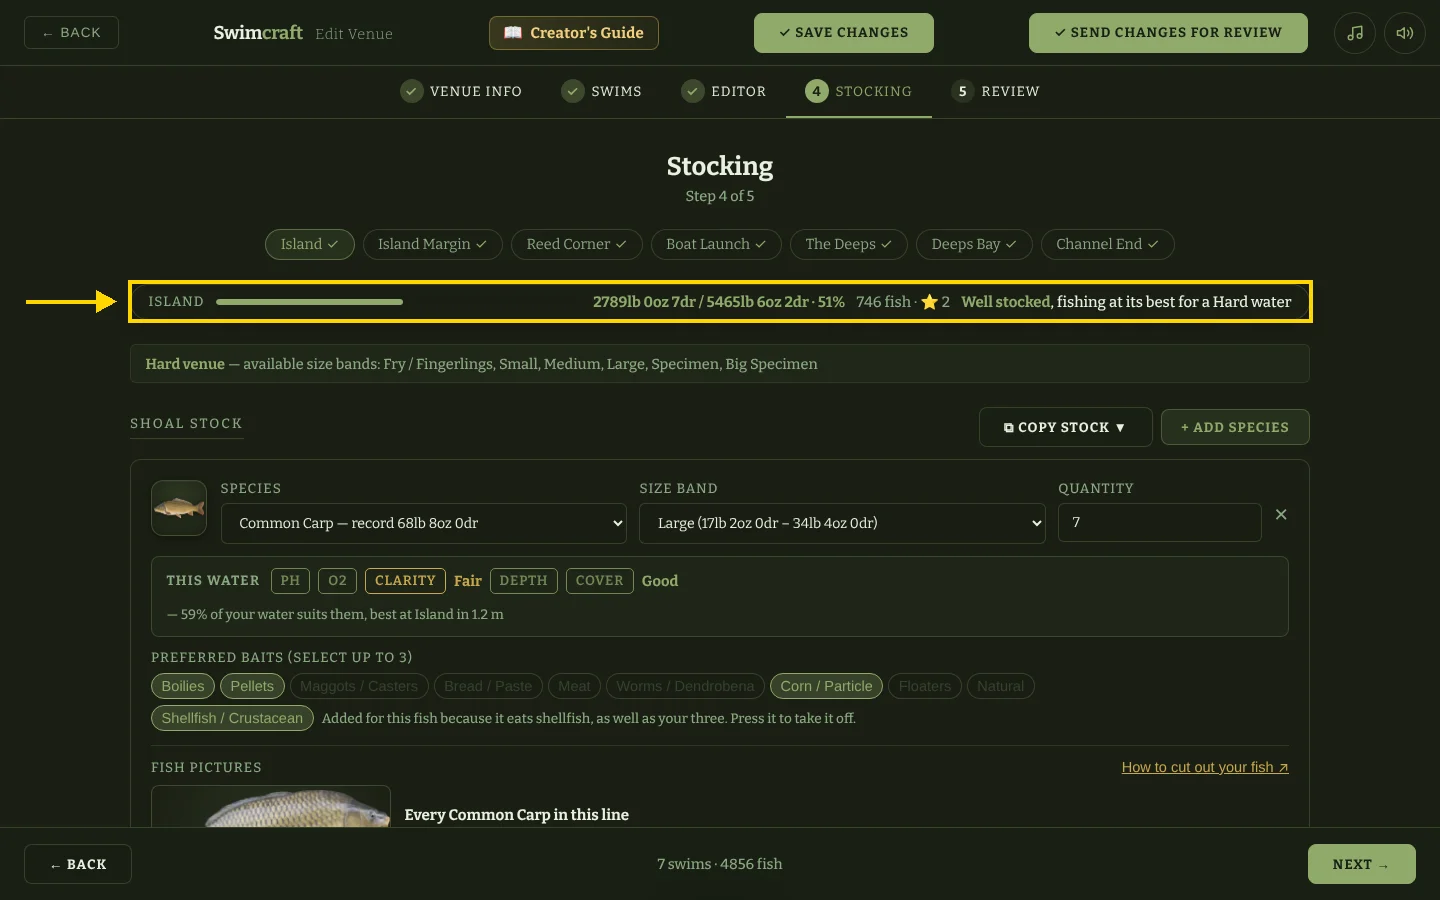 ← BACK
Swimcraft Edit Venue
📖 Creator's Guide
✓ SAVE CHANGES
✓ SEND CHANGES FOR REVIEW
✓ VENUE INFO
✓ SWIMS
✓ EDITOR
4 STOCKING
5 REVIEW
Stocking
Step 4 of 5
Island ✓
Island Margin ✓
Reed Corner ✓
Boat Launch ✓
The Deeps ✓
Deeps Bay ✓
Channel End ✓
ISLAND 2789lb 0oz 7dr / 5465lb 6oz 2dr · 51% 746 fish · ⭐ 2 Well stocked, fishing at its best for a Hard water
Hard venue — available size bands: Fry / Fingerlings, Small, Medium, Large, Specimen, Big Specimen
SHOAL STOCK
⧉ COPY STOCK ▼
+ ADD SPECIES
SPECIES
SIZE BAND
QUANTITY
Common Carp — record 68lb 8oz 0dr
Large (17lb 2oz 0dr – 34lb 4oz 0dr)
7
✕
THIS WATER PH O2 CLARITY Fair DEPTH COVER Good
— 59% of your water suits them, best at Island in 1.2 m
PREFERRED BAITS (SELECT UP TO 3)
Boilies Pellets Maggots / Casters Bread / Paste Meat Worms / Dendrobena Corn / Particle Floaters Natural
Shellfish / Crustacean Added for this fish because it eats shellfish, as well as your three. Press it to take it off.
FISH PICTURES
How to cut out your fish ↗
Every Common Carp in this line
← BACK
7 swims · 4856 fish
NEXT →